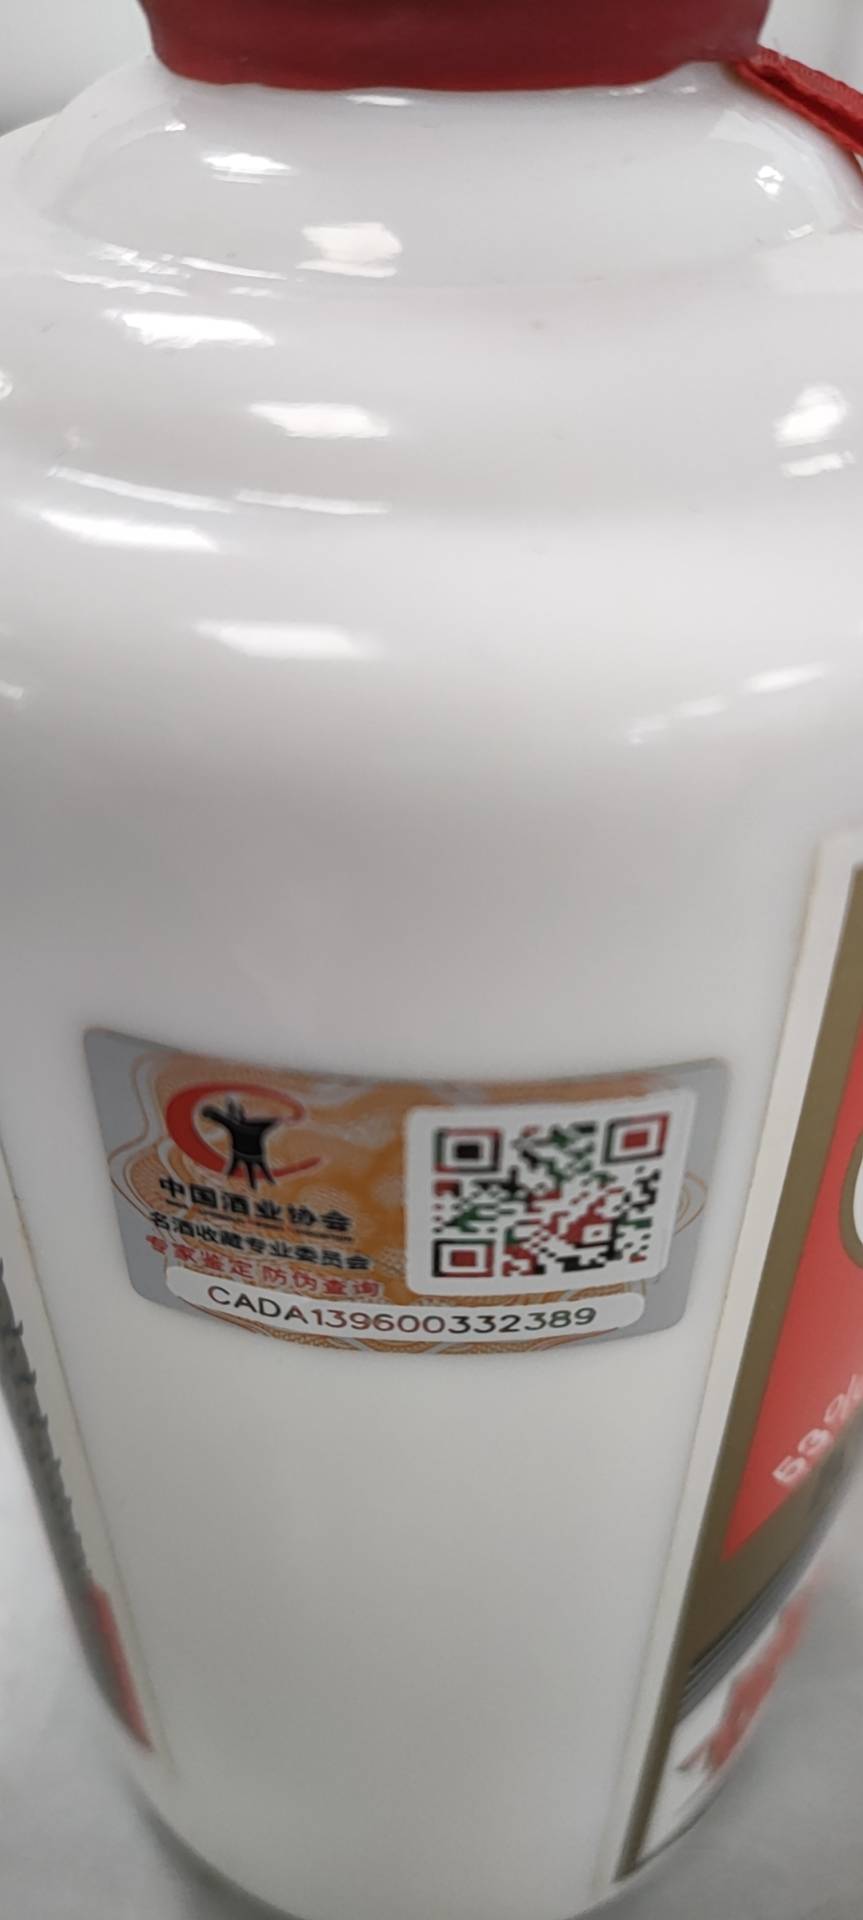 中国酒业协会
名酒收藏专业委员会
专家鉴定 防伪查询
CADA139600332389
53%